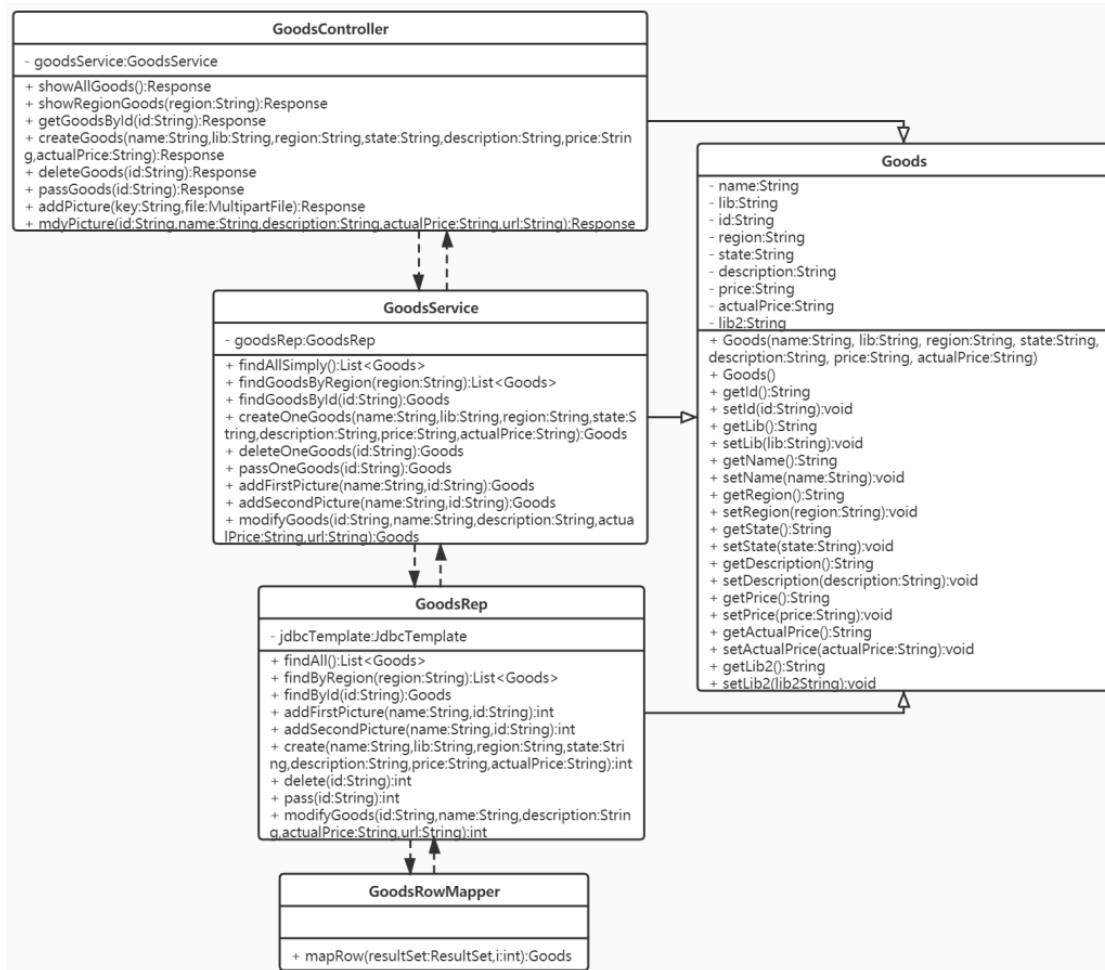 GoodsController
- goodsService:GoodsService
+ showAllGoods():Response
+ showRegionGoods(region:String):Response
+ getGoodsById(id:String):Response
+ createGoods(name:String,lib:String,region:String,state:String,description:String,price:Strin
g,actualPrice:String):Response
+ deleteGoods(id:String):Response
+ passGoods(id:String):Response
+ addPicture(key:String,file:MultipartFile):Response
+ mdyPicture(id:String,name:String,description:String,actualPrice:String,url:String):Response
GoodsService
- goodsRep:GoodsRep
+ findAllSimply():List<Goods>
+ findGoodsByRegion(region:String):List<Goods>
+ findGoodsById(id:String):Goods
+ createOneGoods(name:String,lib:String,region:String,state:S
tring,description:String,price:String,actualPrice:String):Goods
+ deleteOneGoods(id:String):Goods
+ passOneGoods(id:String):Goods
+ addFirstPicture(name:String,id:String):Goods
+ addSecondPicture(name:String,id:String):Goods
+ modifyGoods(id:String,name:String,description:String,actua
lPrice:String,url:String):Goods
GoodsRep
- jdbcTemplate:JdbcTemplate
+ findAll():List<Goods>
+ findByRegion(region:String):List<Goods>
+ findById(id:String):Goods
+ addFirstPicture(name:String,id:String):int
+ addSecondPicture(name:String,id:String):int
+ create(name:String,lib:String,region:String,state:Stri
ng,description:String,price:String,actualPrice:String):int
+ delete(id:String):int
+ pass(id:String):int
+ modifyGoods(id:String,name:String,description:Strin
g,actualPrice:String,url:String):int
GoodsRowMapper
+ mapRow(resultSet:ResultSet,i:int):Goods
Goods
- name:String
- lib:String
- id:String
- region:String
- state:String
- description:String
- price:String
- actualPrice:String
- lib2:String
+ Goods(name:String, lib:String, region:String, state:String,
description:String, price:String, actualPrice:String)
+ Goods()
+ getId():String
+ setId(id:String):void
+ getLib():String
+ setLib(lib:String):void
+ getName():String
+ setName(name:String):void
+ getRegion():String
+ setRegion(region:String):void
+ getState():String
+ setState(state:String):void
+ getDescription():String
+ setDescription(description:String):void
+ getPrice():String
+ setPrice(price:String):void
+ getActualPrice():String
+ setActualPrice(actualPrice:String):void
+ getLib2():String
+ setLib2(lib2String):void